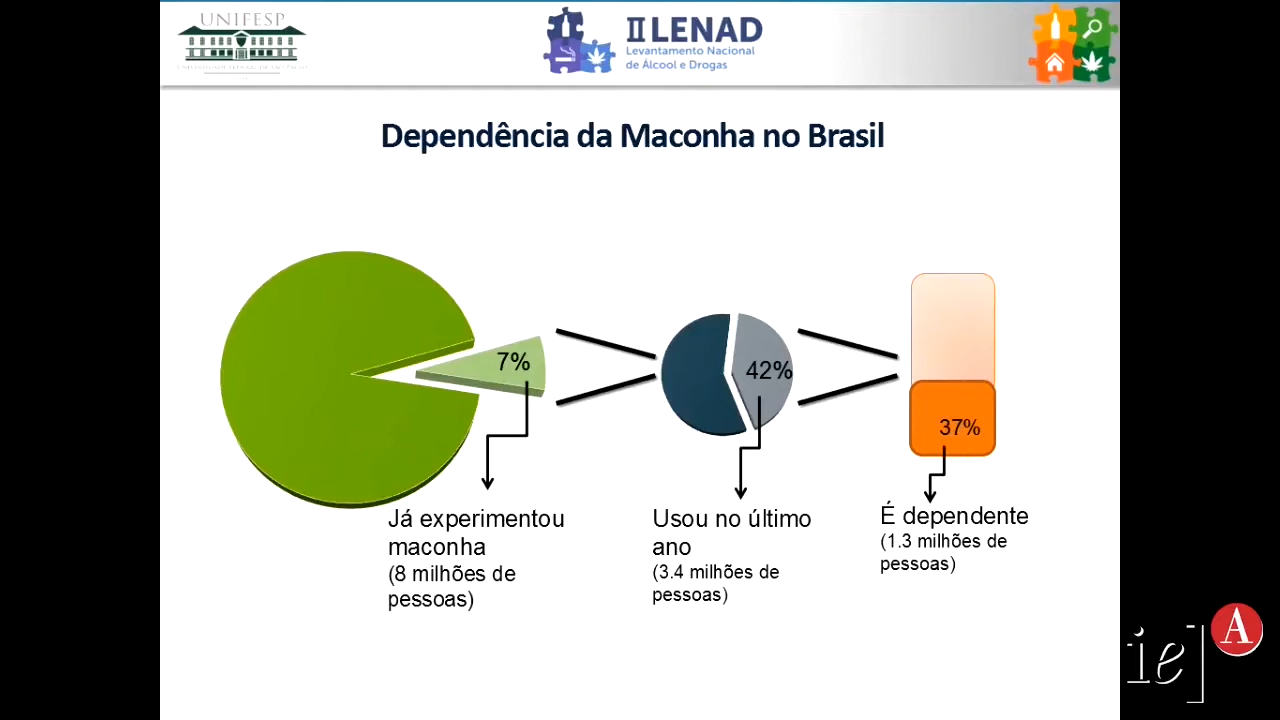 UNIFESP
II LENAD
Levantamento Nacional
de Álcool e Drogas
Dependência da Maconha no Brasil
7%
42%
37%
Já experimentou
maconha
(8 milhões de
pessoas)
Usou no último
ano
(3.4 milhões de
pessoas)
É dependente
(1.3 milhões de
pessoas)
ie]
A